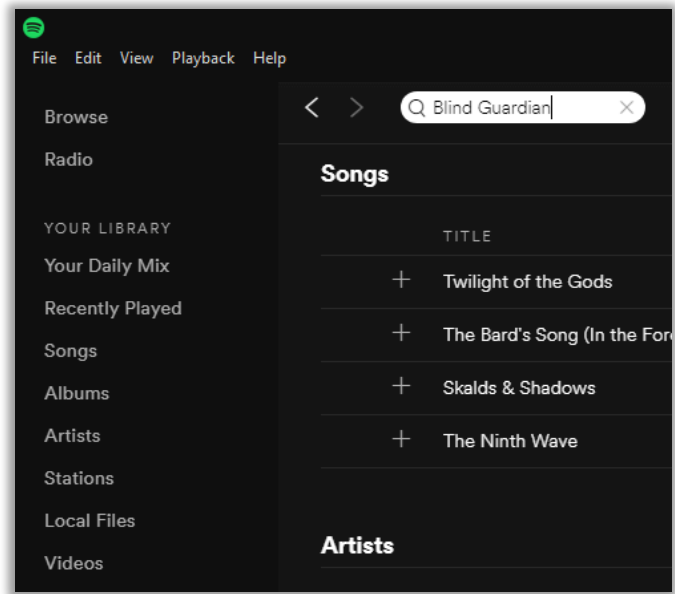 File Edit View Playback Help
Browse
Radio
YOUR LIBRARY
Your Daily Mix
Recently Played
Songs
Albums
Artists
Stations
Local Files
Videos
Blind Guardian
Songs
TITLE
Twilight of the Gods
The Bard's Song (In the
Skalds & Shadows
The Ninth Wave
Artists